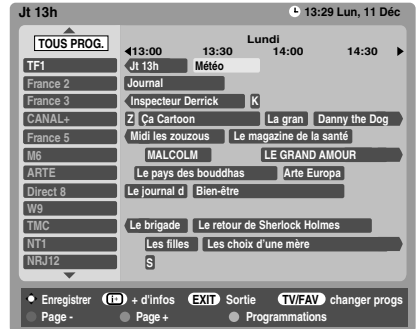 Jt 13h 13:29 Lun, 11 Déc
TOUS PROG. Lundi
13:00 13:30 14:00 14:30
TF1 Jt 13h Météo
France 2 Journal
France 3 Inspecteur Derrick K
CANAL+ Z Ça Cartoon La gran Danny the Dog
France 5 Midi les zouzous Le magazine de la santé
M6 MALCOLM LE GRAND AMOUR
ARTE Le pays des bouddhas Arte Europa
Direct 8 Le journal d Bien-être
W9
TMC Le brigade Le retour de Sherlock Holmes
NT1 Les filles Les choix d'une mère
NRJ12 S
Enregistrer i+ + d'infos EXIT Sortie TV/FAV changer progs
Page - Page + Programmations